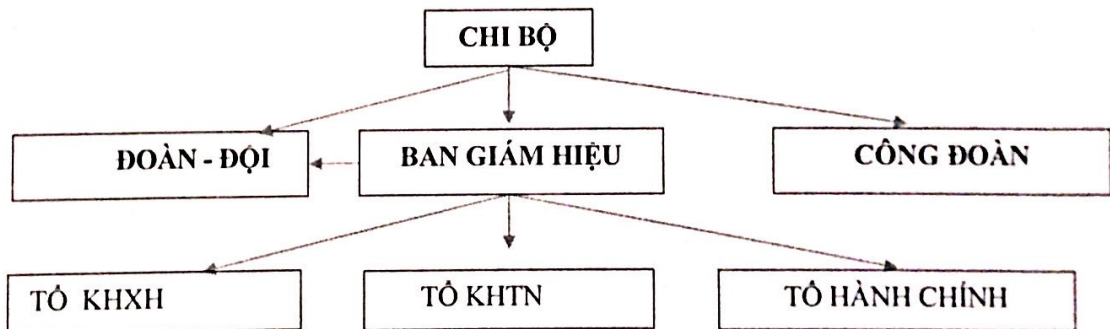 CHI BỘ
ĐOÀN - ĐỘI
BAN GIÁM HIỆU
CÔNG ĐOÀN
TỔ KHXH
TỔ KHTN
TỔ HÀNH CHÍNH